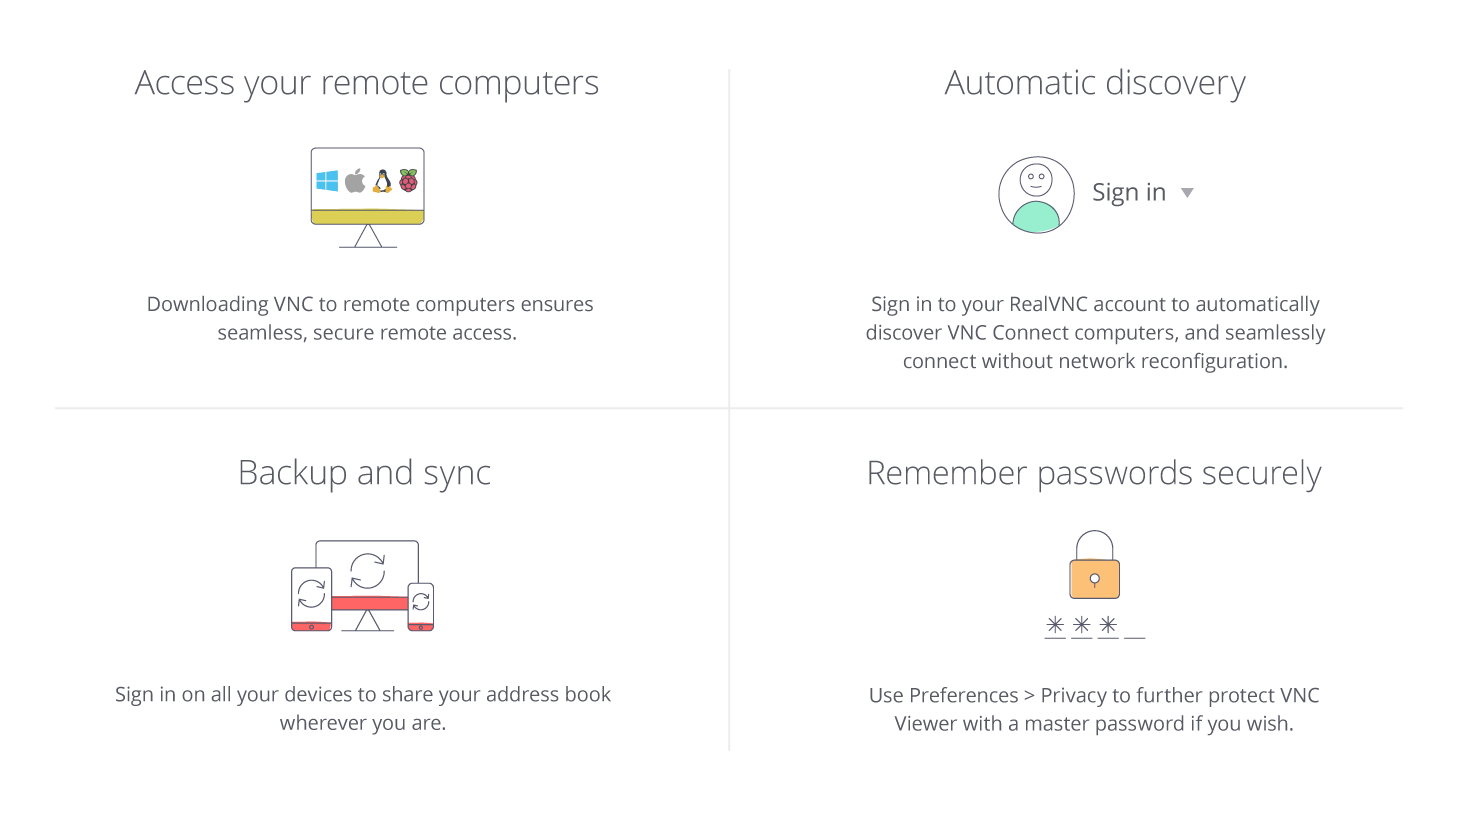 Access your remote computers
Downloading VNC to remote computers ensures
seamless, secure remote access.
Automatic discovery
Sign in
Sign in to your RealVNC account to automatically
discover VNC Connect computers, and seamlessly
connect without network reconfiguration.
Backup and sync
Sign in on all your devices to share your address book
wherever you are.
Remember passwords securely
* * * _
Use Preferences > Privacy to further protect VNC
Viewer with a master password if you wish.